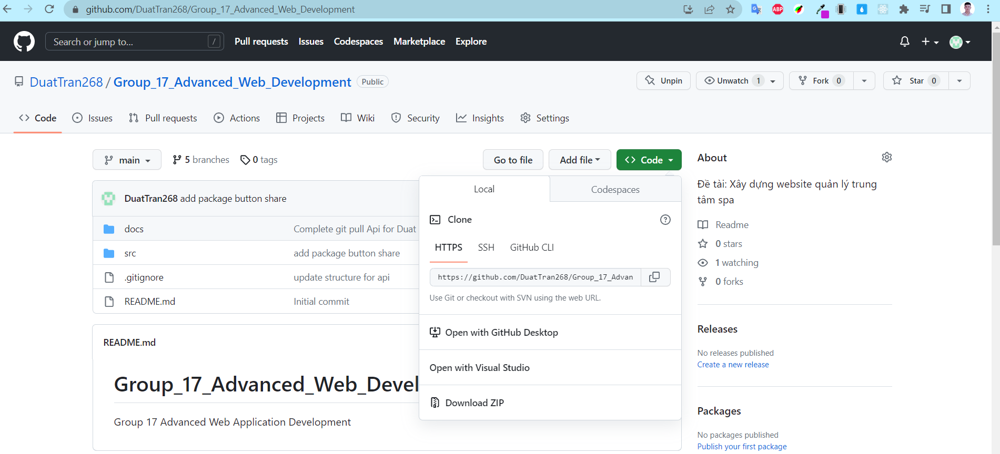 github.com/DuatTran268/Group_17_Advanced_Web_Development
ABP
Search or jump to...
/
Pull requests
Issues
Codespaces
Marketplace
Explore
DuatTran268 / Group_17_Advanced_Web_Development
Public
Unpin
Unwatch 1
Fork 0
Star 0
Code
Issues
Pull requests
Actions
Projects
Wiki
Security
Insights
Settings
main
5 branches
0 tags
Go to file
Add file
Code
DuatTran268 add package button share
docs
Complete git pull Api for Duat
src
add package button share
.gitignore
update structure for api
README.md
Initial commit
Local
Codespaces
Clone
HTTPS
SSH
GitHub CLI
https://github.com/DuatTran268/Group_17_Advan
Use Git or checkout with SVN using the web URL.
Open with GitHub Desktop
Open with Visual Studio
Download ZIP
README.md
Group_17_Advanced_Web_Devel
Group 17 Advanced Web Application Development
About
Đề tài: Xây dựng website quản lý trung
tâm spa
Readme
0 stars
1 watching
0 forks
Releases
No releases published
Create a new release
Packages
No packages published
Publish your first package